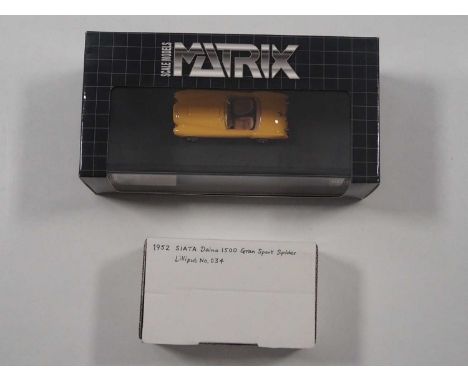 SCALE MODELS
MATRIX
1952 SIATA Daina 1500 Gran Sport Spider
Lilliput No. 034